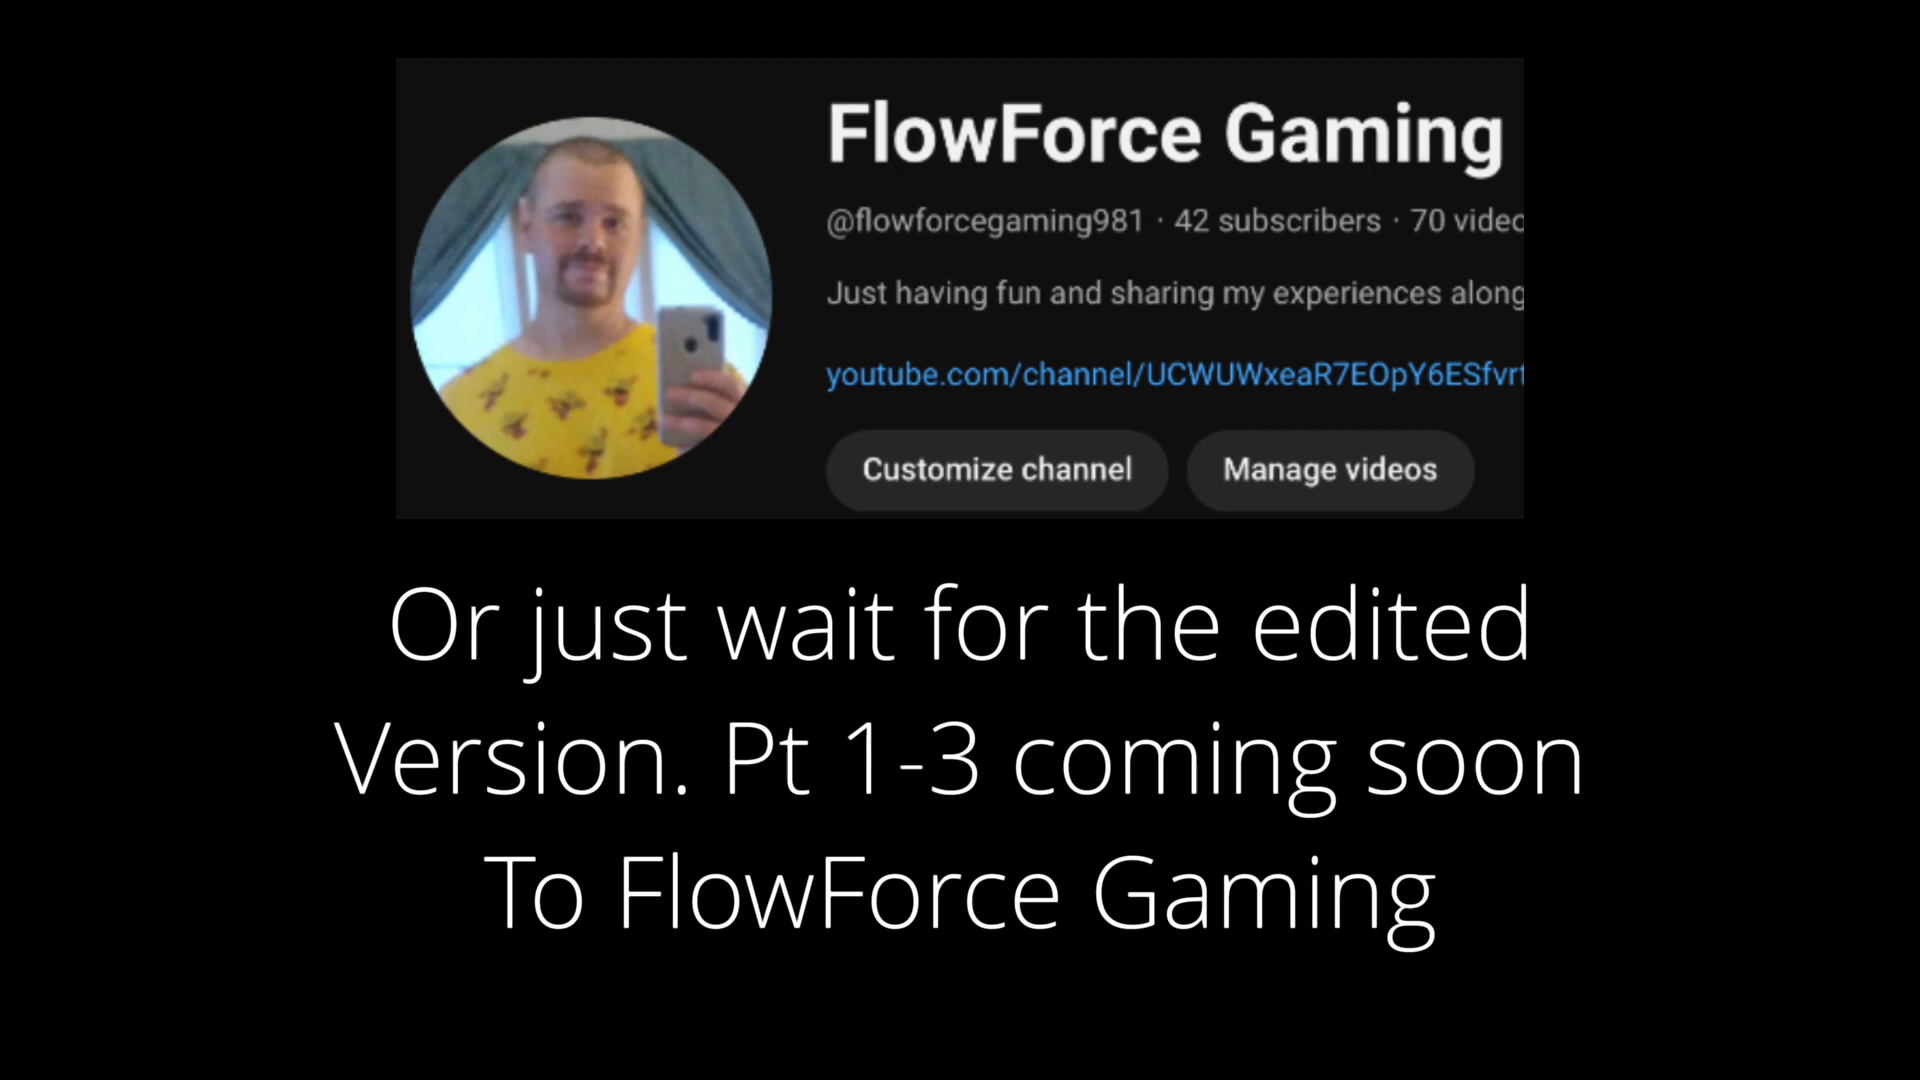 FlowForce Gaming
@flowforcegaming981 · 42 subscribers · 70
Just having fun and sharing my experiences along
youtube.com/channel/UCWUWxeaR7EOpY6ESfvr
Customize channel Manage videos
Or just wait for the edited
Version. Pt 1-3 coming soon
To FlowForce Gaming